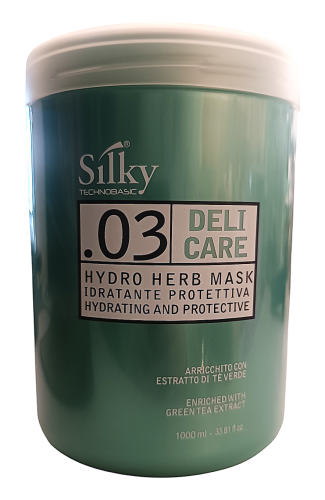 Silky®
TECHNOBASIC
.03
DELI
CARE
HYDRO HERB MASK
IDRATANTE PROTETTIVA
HYDRATING AND PROTECTIVE
ARRICCHITO CON
ESTRATTO DI TÈ VERDE
ENRICHED WITH
GREEN TEA EXTRACT
1000 ml - 33.81 fl oz